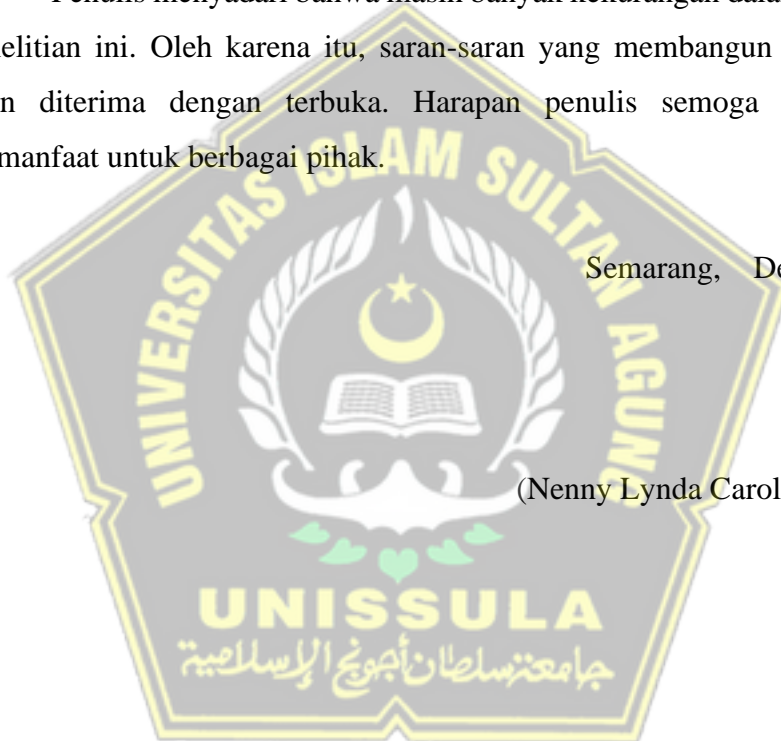 Penulis menyadari bahwa masih banyak kekurangan dala
elitian ini. Oleh karena itu, saran-saran yang membangun
n diterima dengan terbuka. Harapan penulis semoga
manfaat untuk berbagai pihak.
UNIVERSITAS ISLAM SULTAN AGUNG
Semarang, De
(Nenny Lynda Carol
UNISSULA
جامعة سلطان أجونج الإسلامية